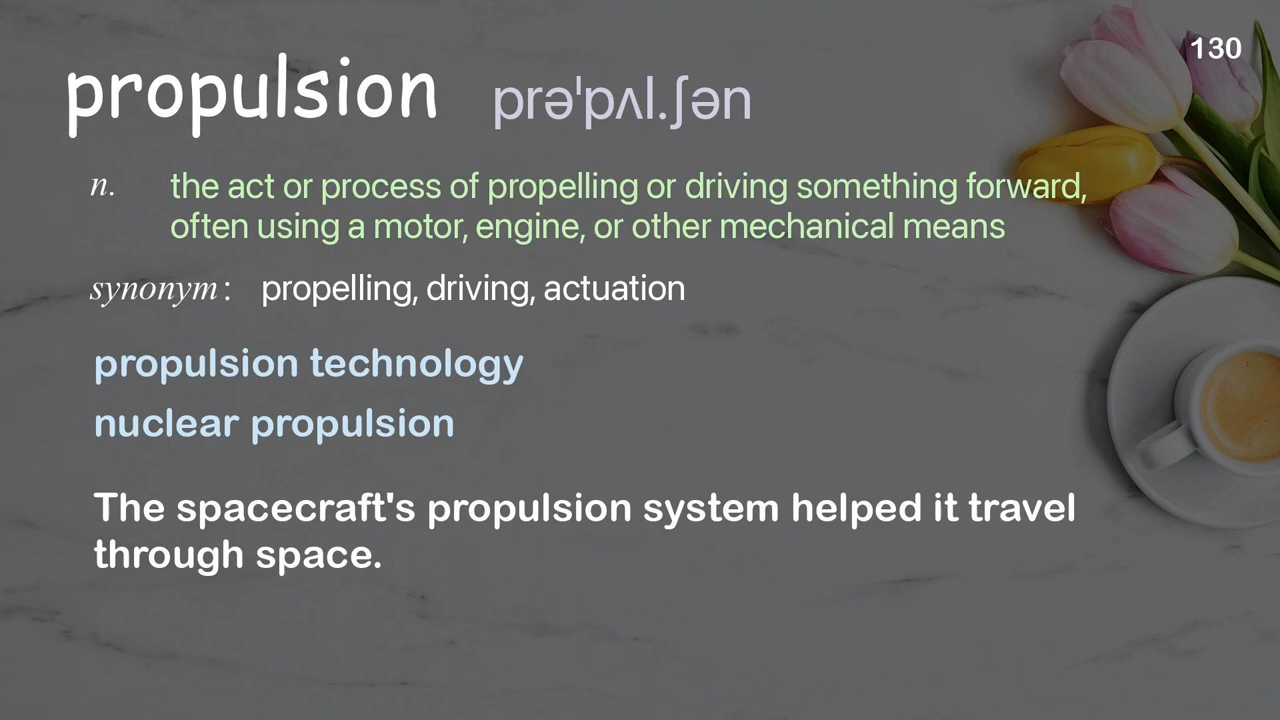 130
propulsion prəˈpʌl.ʃən
n. the act or process of propelling or driving something forward,
often using a motor, engine, or other mechanical means
synonym: propelling, driving, actuation
propulsion technology
nuclear propulsion
The spacecraft's propulsion system helped it travel
through space.